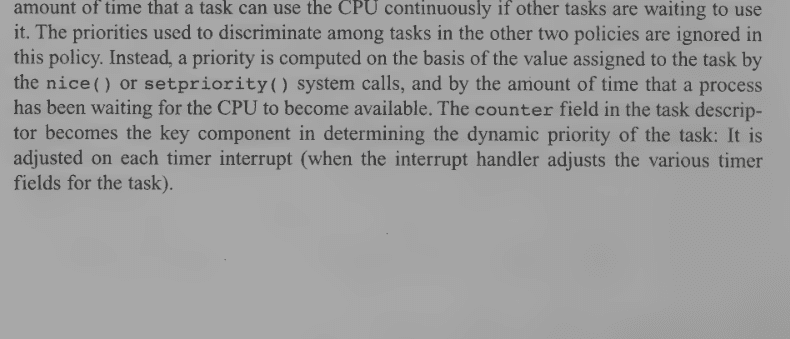 amount of time that a task can use the CPU continuously if other tasks are waiting to use
it. The priorities used to discriminate among tasks in the other two policies are ignored in
this policy. Instead, a priority is computed on the basis of the value assigned to the task by
the nice() or setpriority() system calls, and by the amount of time that a process
has been waiting for the CPU to become available. The counter field in the task descrip-
tor becomes the key component in determining the dynamic priority of the task: It is
adjusted on each timer interrupt (when the interrupt handler adjusts the various timer
fields for the task).